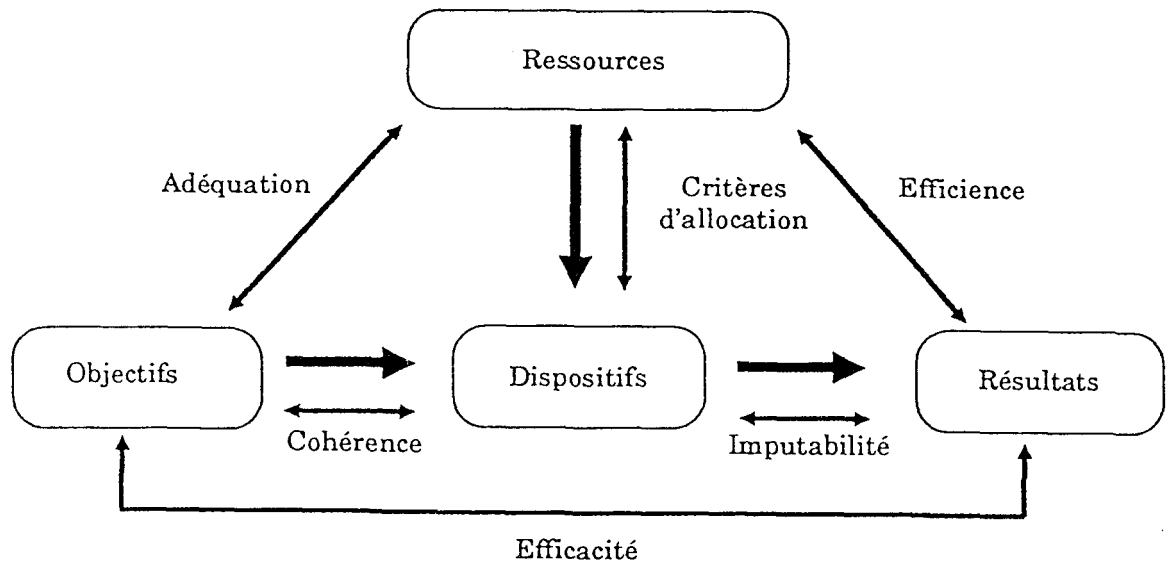 Ressources
Adéquation
Critères
d'allocation
Efficience
Objectifs
Dispositifs
Résultats
Cohérence
Imputabilité
Efficacité